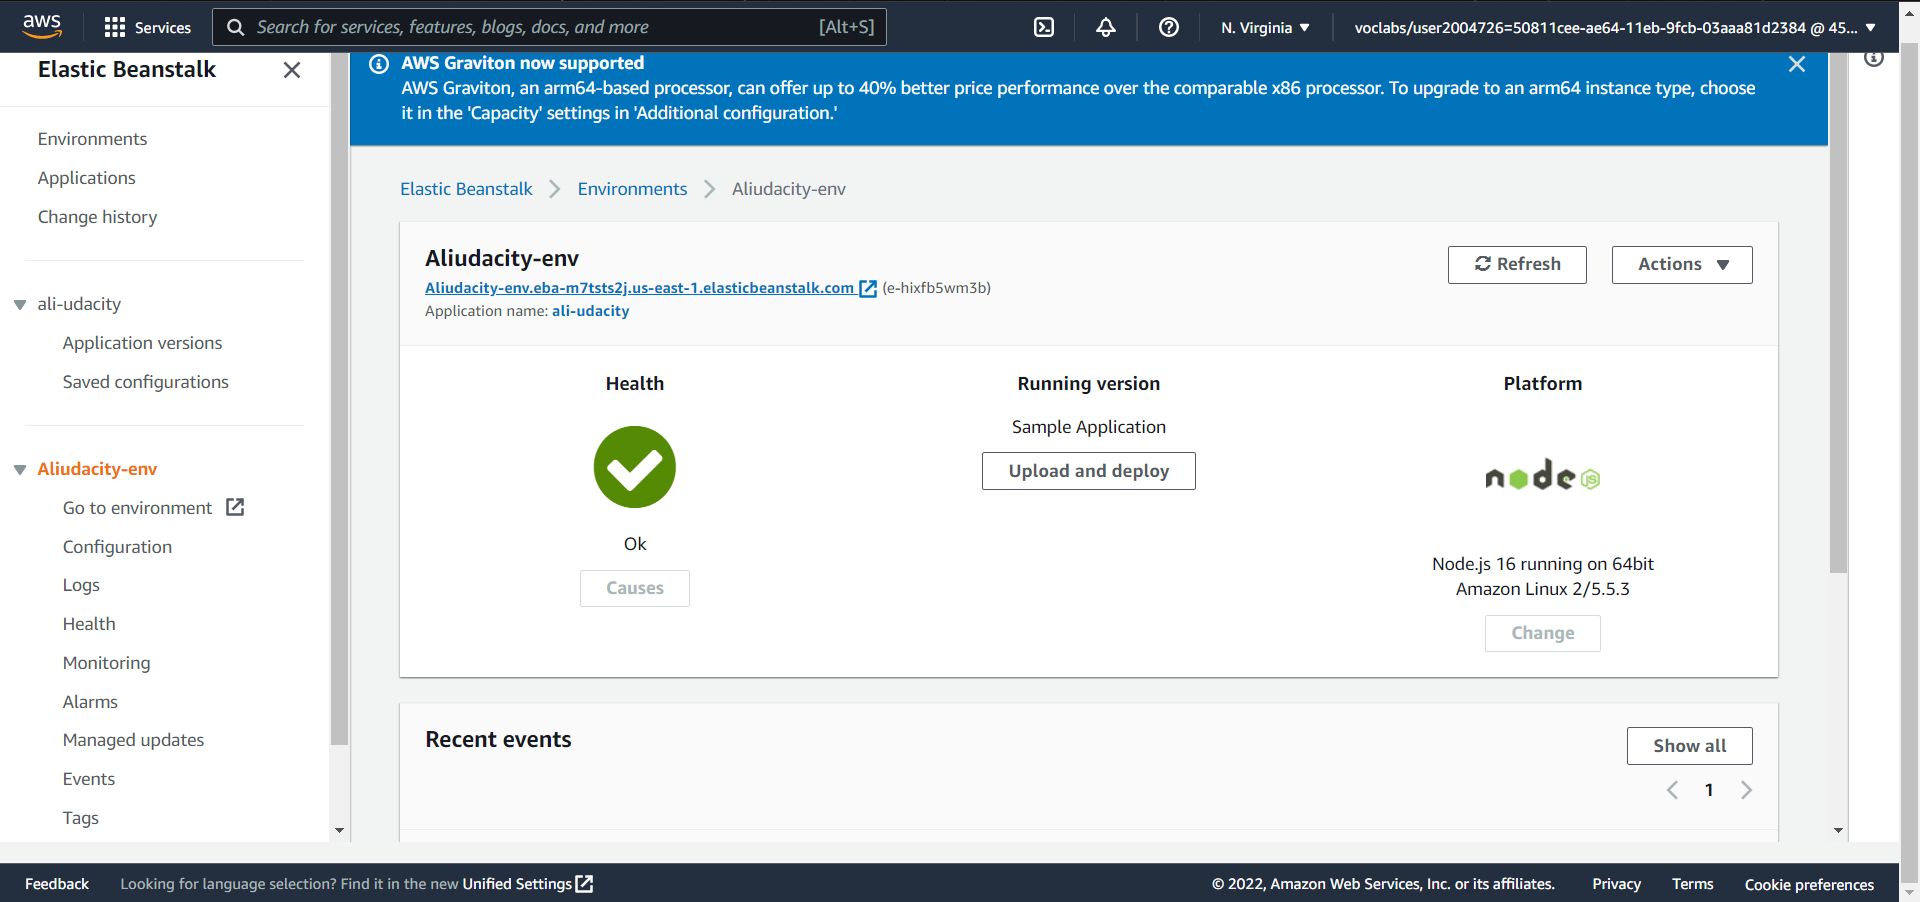 aws
Services
Search for services, features, blogs, docs, and more
[Alt+S]
N. Virginia
voclabs/user2004726=50811cee-ae64-11eb-9fcb-03aaa81d2384 @ 45...
Elastic Beanstalk
Environments
Applications
Change history
ali-udacity
Application versions
Saved configurations
Aliudacity-env
Go to environment
Configuration
Logs
Health
Monitoring
Alarms
Managed updates
Events
Tags
AWS Graviton now supported
AWS Graviton, an arm64-based processor, can offer up to 40% better price performance over the comparable x86 processor. To upgrade to an arm64 instance type, choose
it in the 'Capacity' settings in 'Additional configuration.'
Elastic Beanstalk
Environments
Aliudacity-env
Aliudacity-env
Aliudacity-env.eba-m7tsts2j.us-east-1.elasticbeanstalk.com (e-hixfb5wm3b)
Application name: ali-udacity
Refresh
Actions
Health
Ok
Causes
Running version
Sample Application
Upload and deploy
Platform
node JS
Node.js 16 running on 64bit
Amazon Linux 2/5.5.3
Change
Recent events
Show all
1
Feedback
Looking for language selection? Find it in the new Unified Settings
© 2022, Amazon Web Services, Inc. or its affiliates.
Privacy
Terms
Cookie preferences